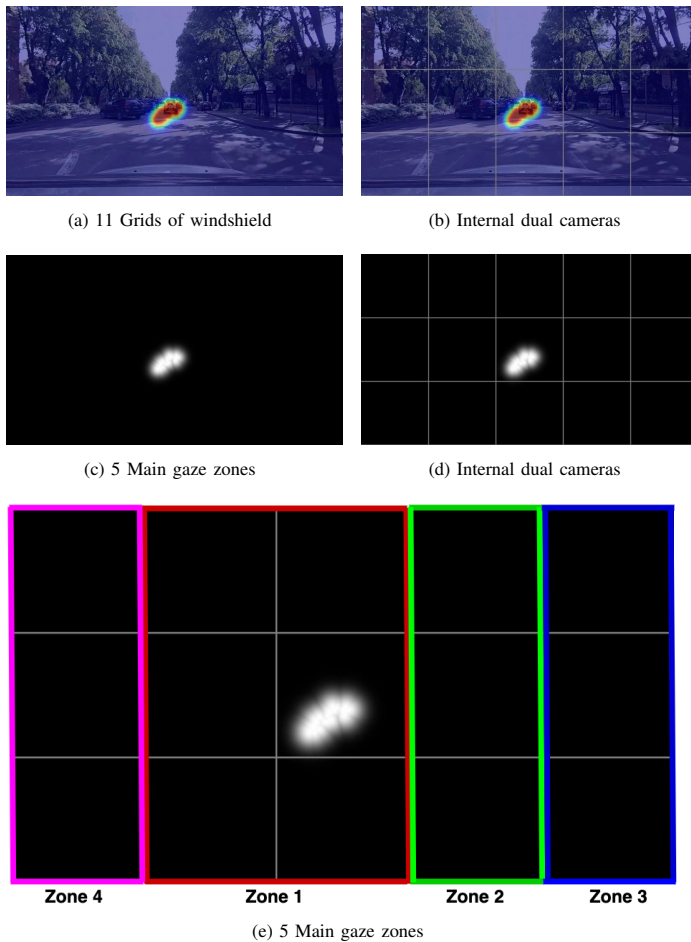 (a) 11 Grids of windshield
(b) Internal dual cameras
(c) 5 Main gaze zones
(d) Internal dual cameras
Zone 4
Zone 1
Zone 2
Zone 3
(e) 5 Main gaze zones